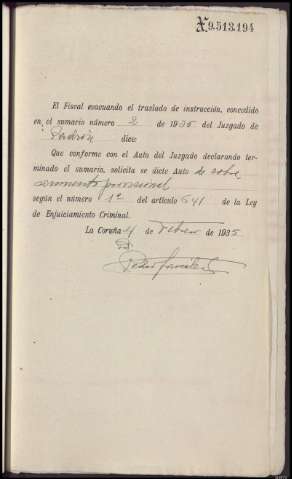 N.9.513.194
El Fiscal evacuando el traslado de instrucción, concedido
en el sumario número 2 de 1935 del Juzgado de
Padrón dice:
Que conforme con el Auto del Juzgado declarando ter-
minado el sumario, solicita se dicte Auto de sobre
seimiento provisional
según el número 1º del artículo 641 de la Ley
de Enjuiciamiento Criminal.
La Coruña 4 de Febrero de 1935
Pedro